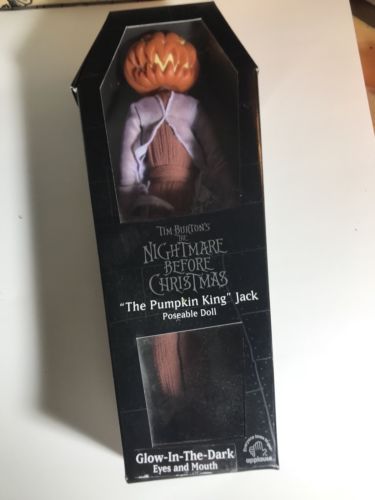 TIM BURTON'S
THE
NIGHTMARE
BEFORE
CHRISTMAS
"The Pumpkin King" Jack
Poseable Doll
Glow-In-The-Dark
Eyes and Mouth
applause